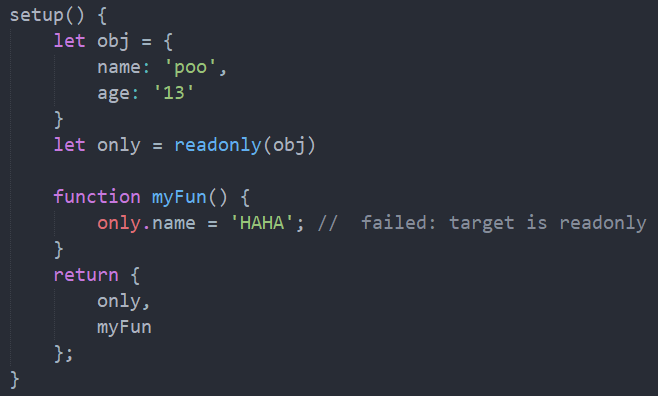 setup() {
    let obj = {
        name: 'poo',
        age: '13'
    }
    let only = readonly(obj)

    function myFun() {
        only.name = 'HAHA'; //  failed: target is readonly
    }
    return {
        only,
        myFun
    };
}